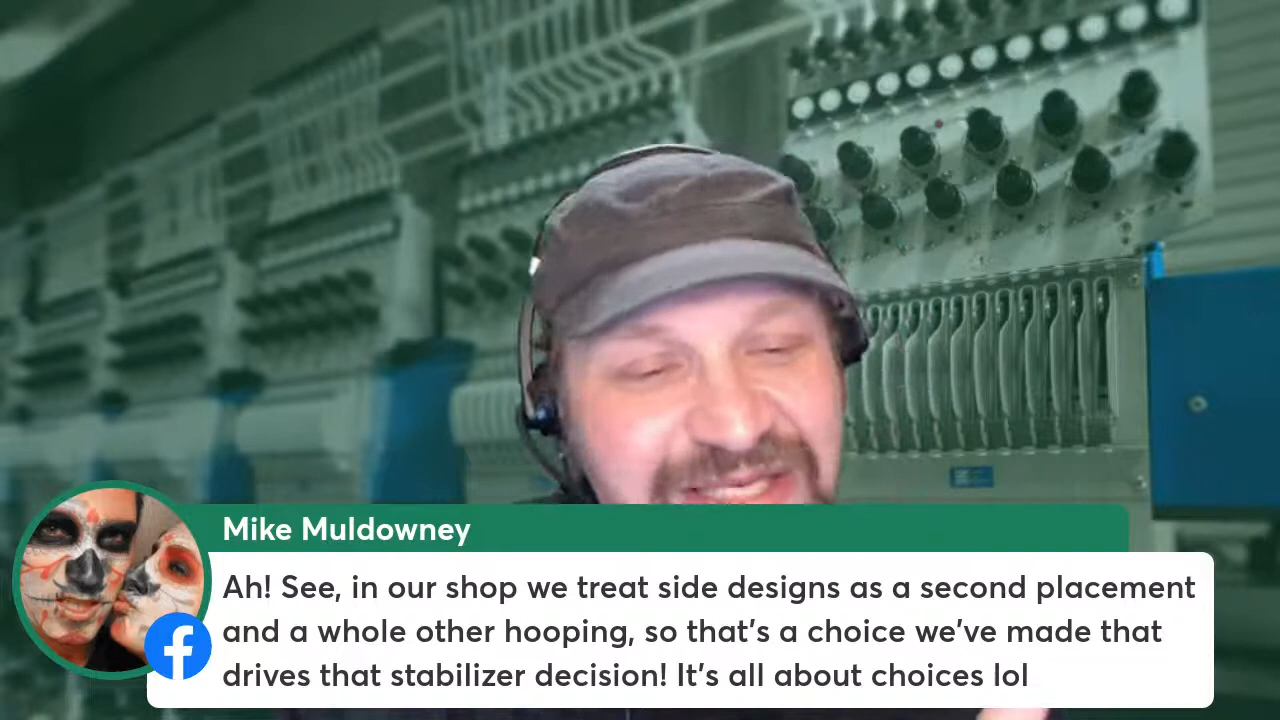 Mike Muldowney
Ah! See, in our shop we treat side designs as a second placement
and a whole other hooping, so that's a choice we've made that
drives that stabilizer decision! It's all about choices lol